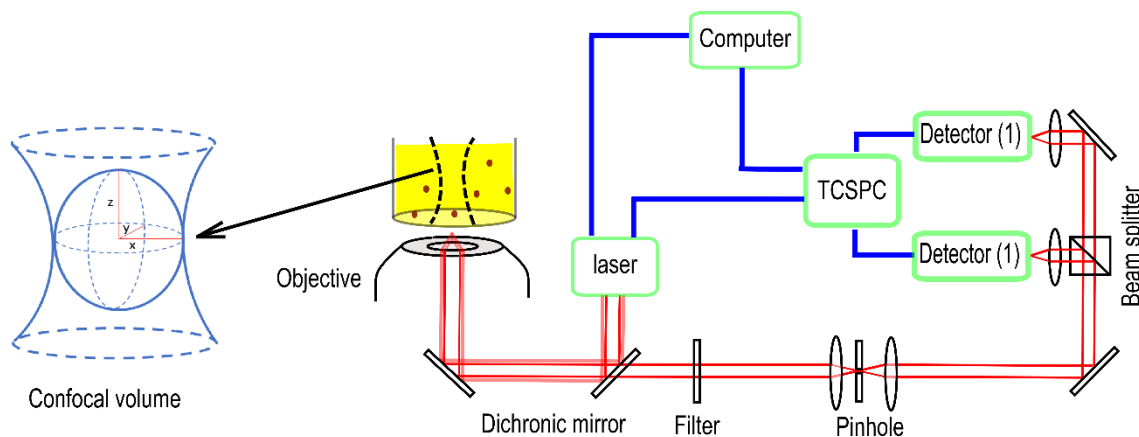 Computer
Detector (1)
TCSPC
z
y
x
Detector (1)
laser
Objective
Beam splitter
Confocal volume
Dichronic mirror
Filter
Pinhole